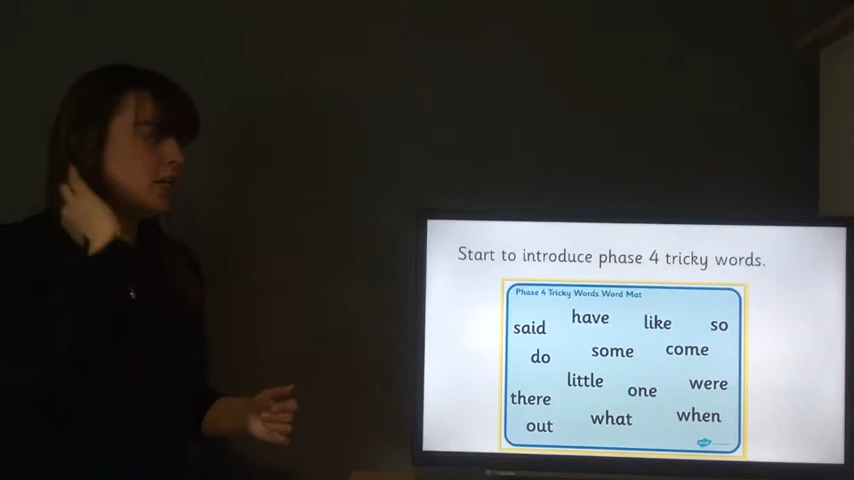 Start to introduce phase 4 tricky words.
Phase 4 Tricky Words Word Mat
said have like so
do some come
little one were
there
out what when